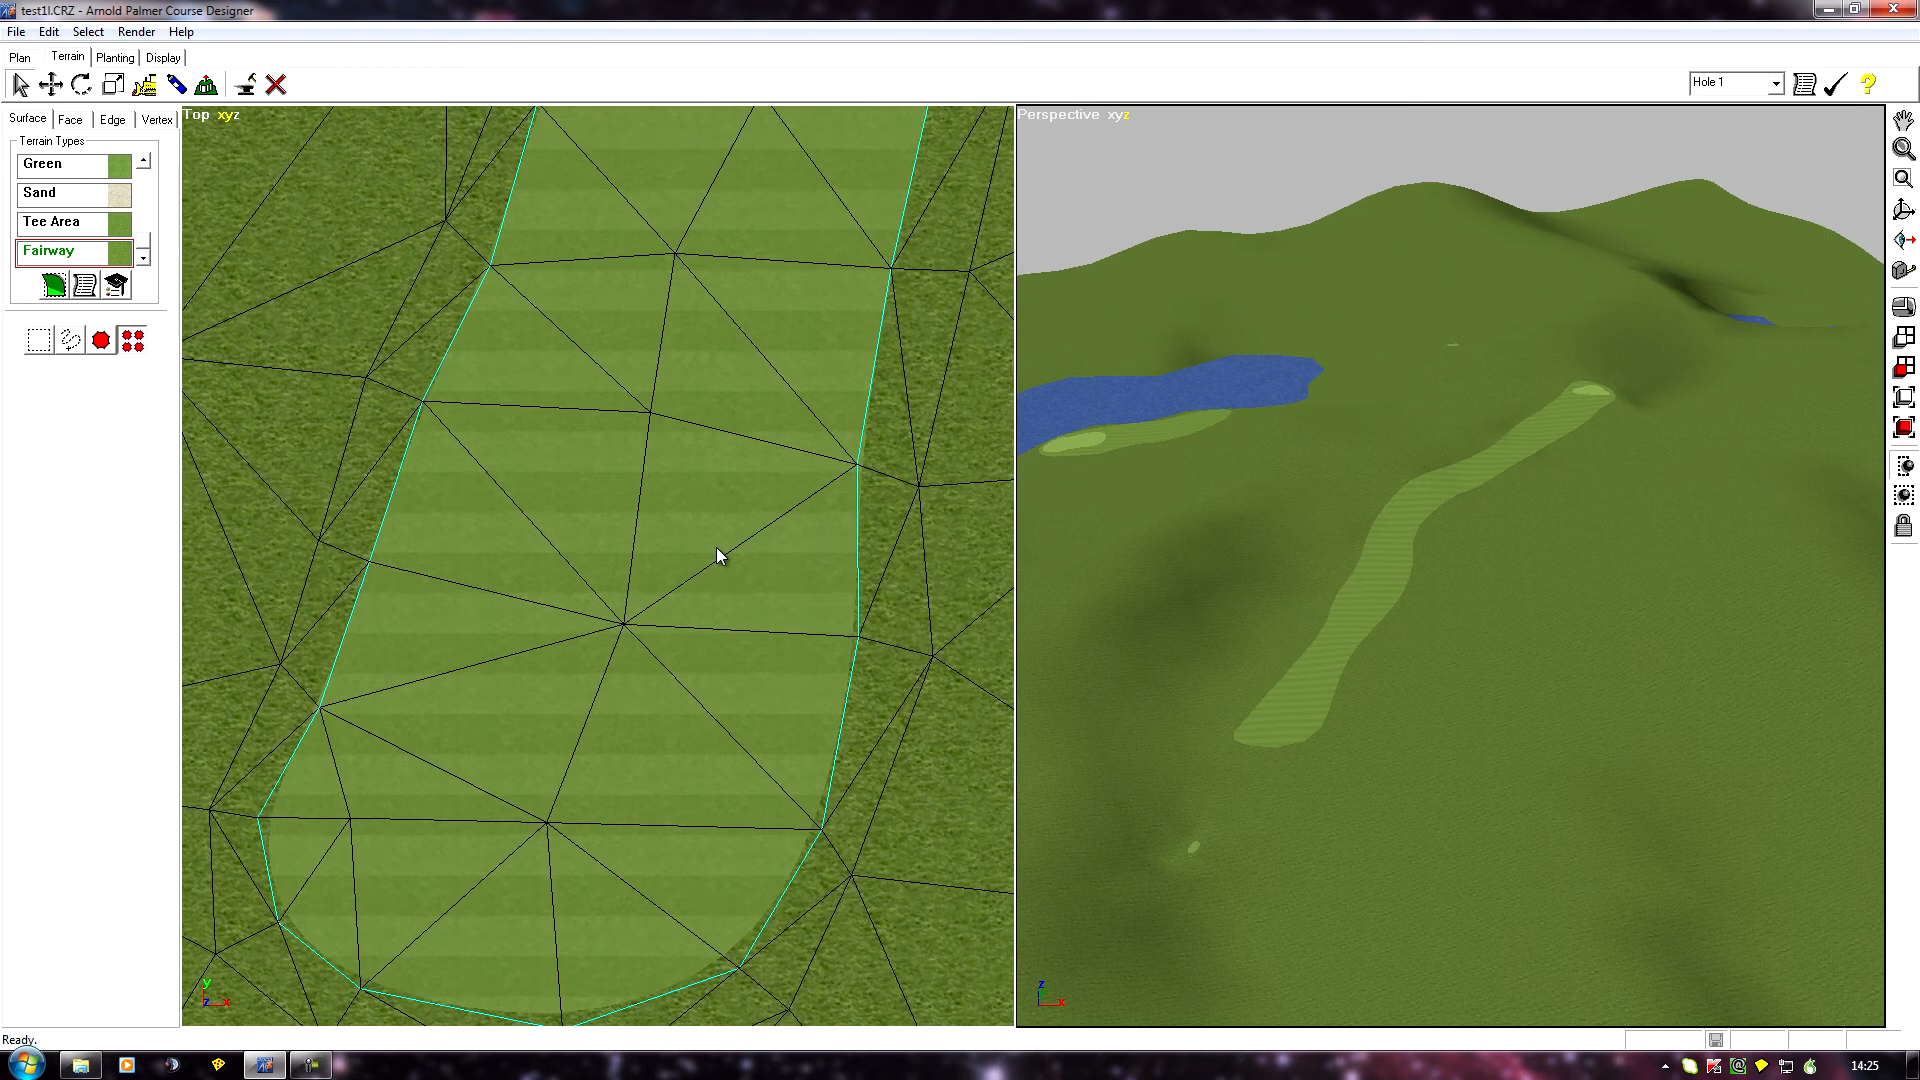 test1l.CRZ - Arnold Palmer Course Designer
File Edit Select Render Help
Plan Terrain Planting Display
Hole 1
Surface Face Edge Vertex
Terrain Types
Green
Sand
Tee Area
Fairway
Top xyz
Perspective xyz
y
z x
z
x
Ready.
14:25